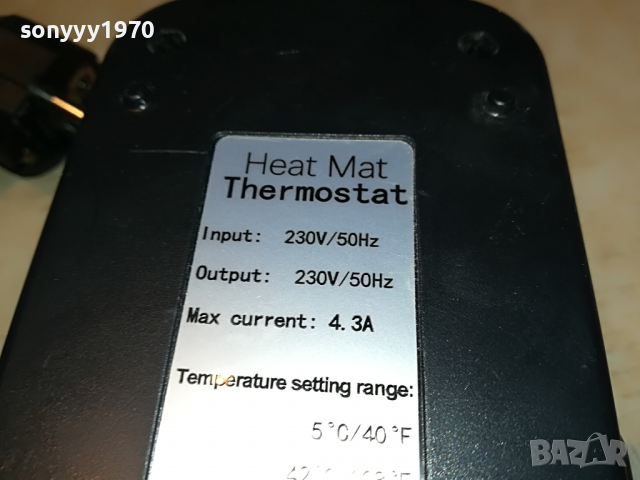 sonyyy1970
Heat Mat
Thermostat
Input: 230V/50Hz
Output: 230V/50Hz
Max current: 4.3A
Temperature setting range:
5°C/40°F
BAZAR